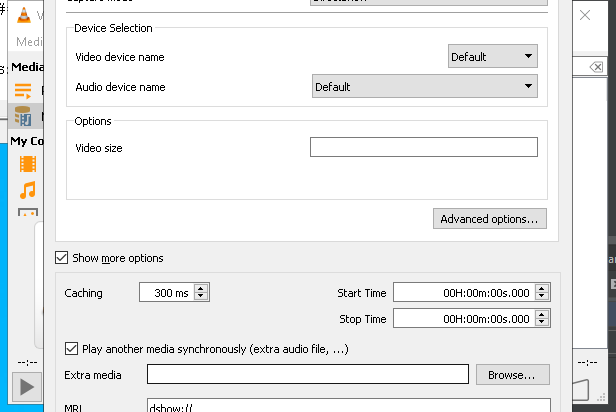 Device Selection
Video device name
Default
Audio device name
Default
Options
Video size
Advanced options...
Show more options
Caching
300 ms
Start Time
00H:00m:00s.000
Stop Time
00H:00m:00s.000
Play another media synchronously (extra audio file, ...)
Extra media
Browse...
MRL
dshow://
Medi
Media
My Co
--:--
--:--